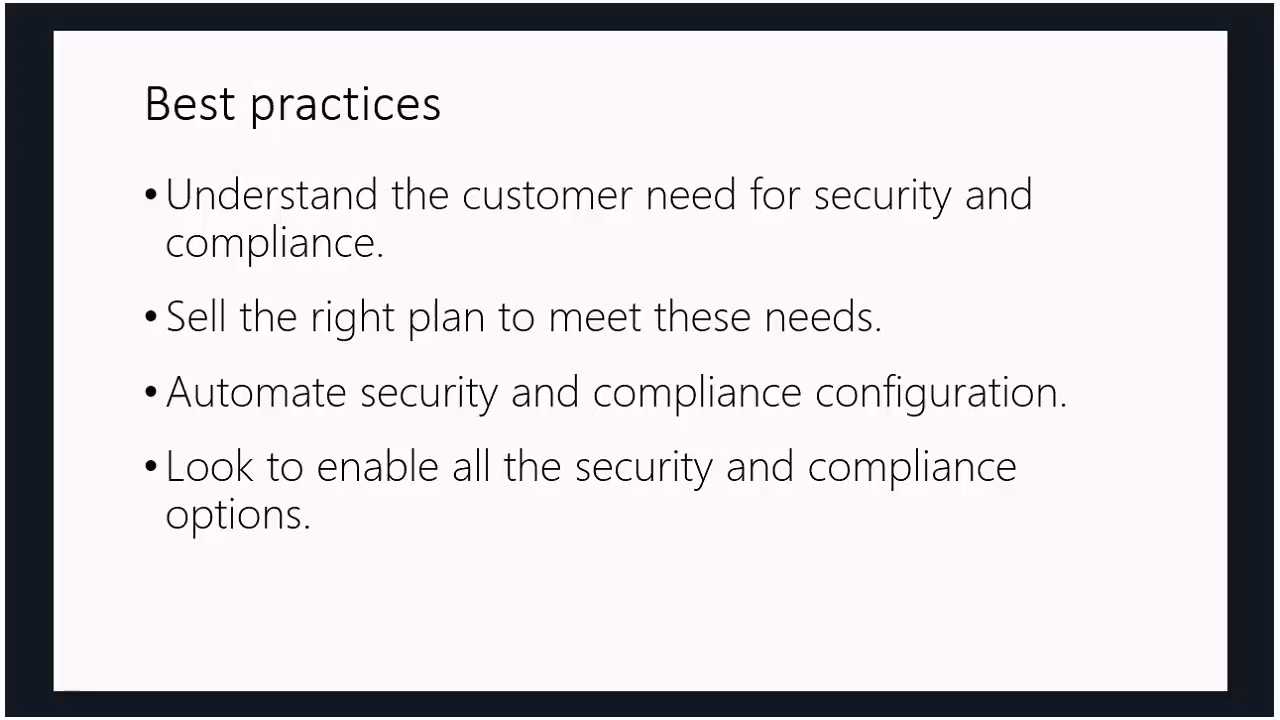 Best practices
• Understand the customer need for security and
compliance.
• Sell the right plan to meet these needs.
• Automate security and compliance configuration.
• Look to enable all the security and compliance
options.